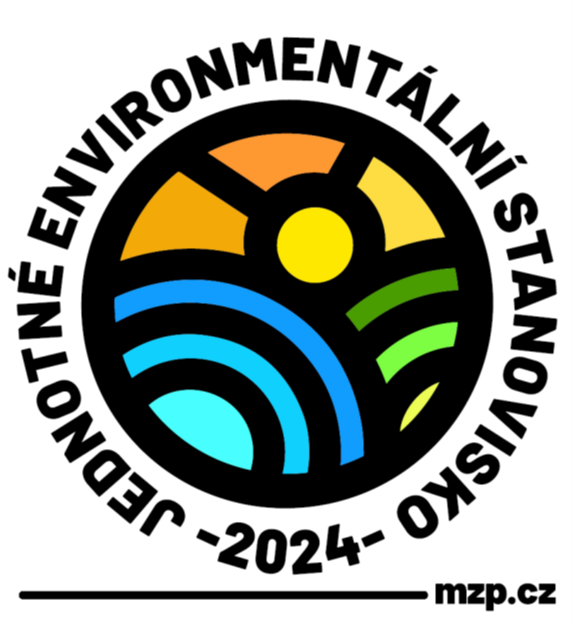 JEDNOTNÉ ENVIRONMENTÁLNÍ STANOVISKO
-2024-
mzp.cz